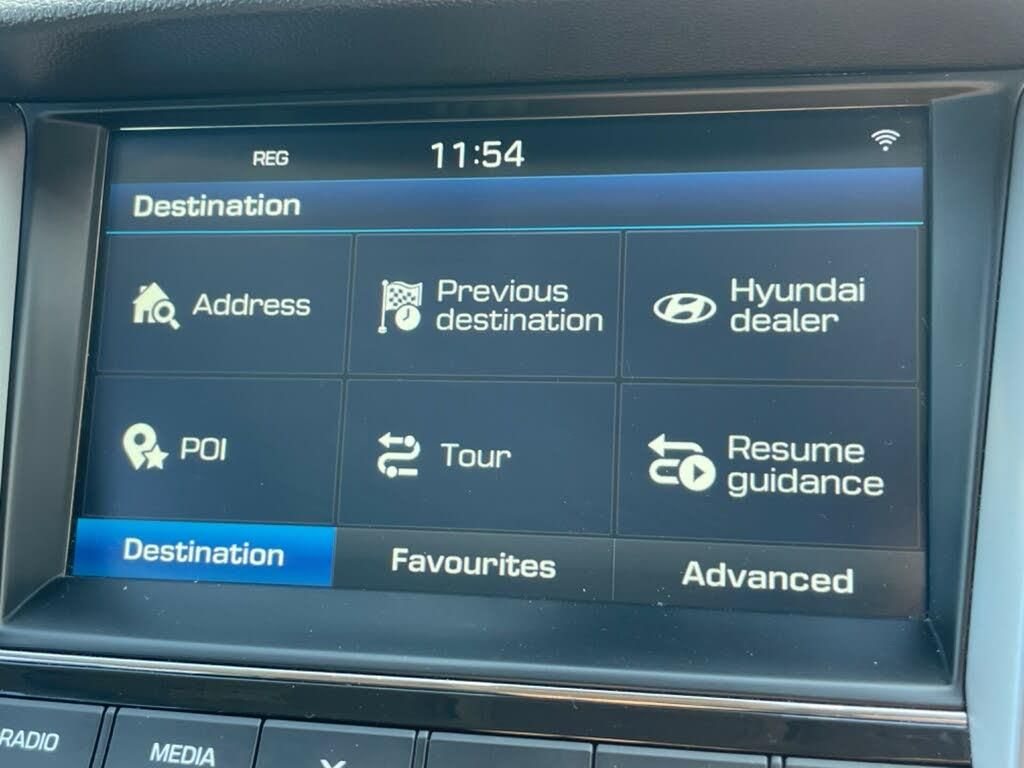 REG 11:54
Destination
Address
Previous
destination
Hyundai
dealer
POI
Tour
Resume
guidance
Destination Favourites Advanced
RADIO MEDIA